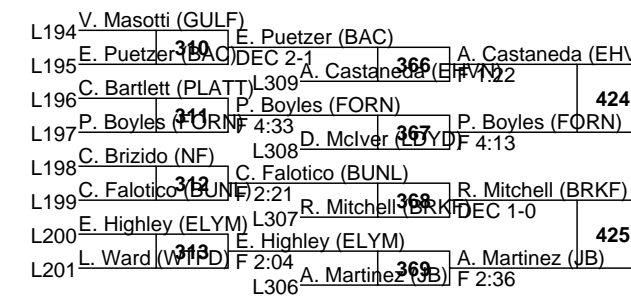 L194 V. Masotti (GULF)
310 E. Puetzer (BAC)
L195 E. Puetzer (BAC) DEC 2-1
366 A. Castaneda (EHV
L309 A. Castaneda (EHVN) F 1:22
L196 C. Bartlett (PLATT)
424
311 P. Boyles (FORN)
L197 P. Boyles (FORN) F 4:33
367 P. Boyles (FORN)
L308 D. McIver (LOYD) F 4:13
L198 C. Brizido (NF)
312 C. Falotico (BUNL)
L199 C. Falotico (BUNL) F 2:21
368 R. Mitchell (BRKF)
L307 R. Mitchell (BRKF) DEC 1-0
L200 E. Highley (ELYM)
425
313 E. Highley (ELYM)
L201 L. Ward (WTFD) F 2:04
369 A. Martinez (JB)
L306 A. Martinez (JB) F 2:36